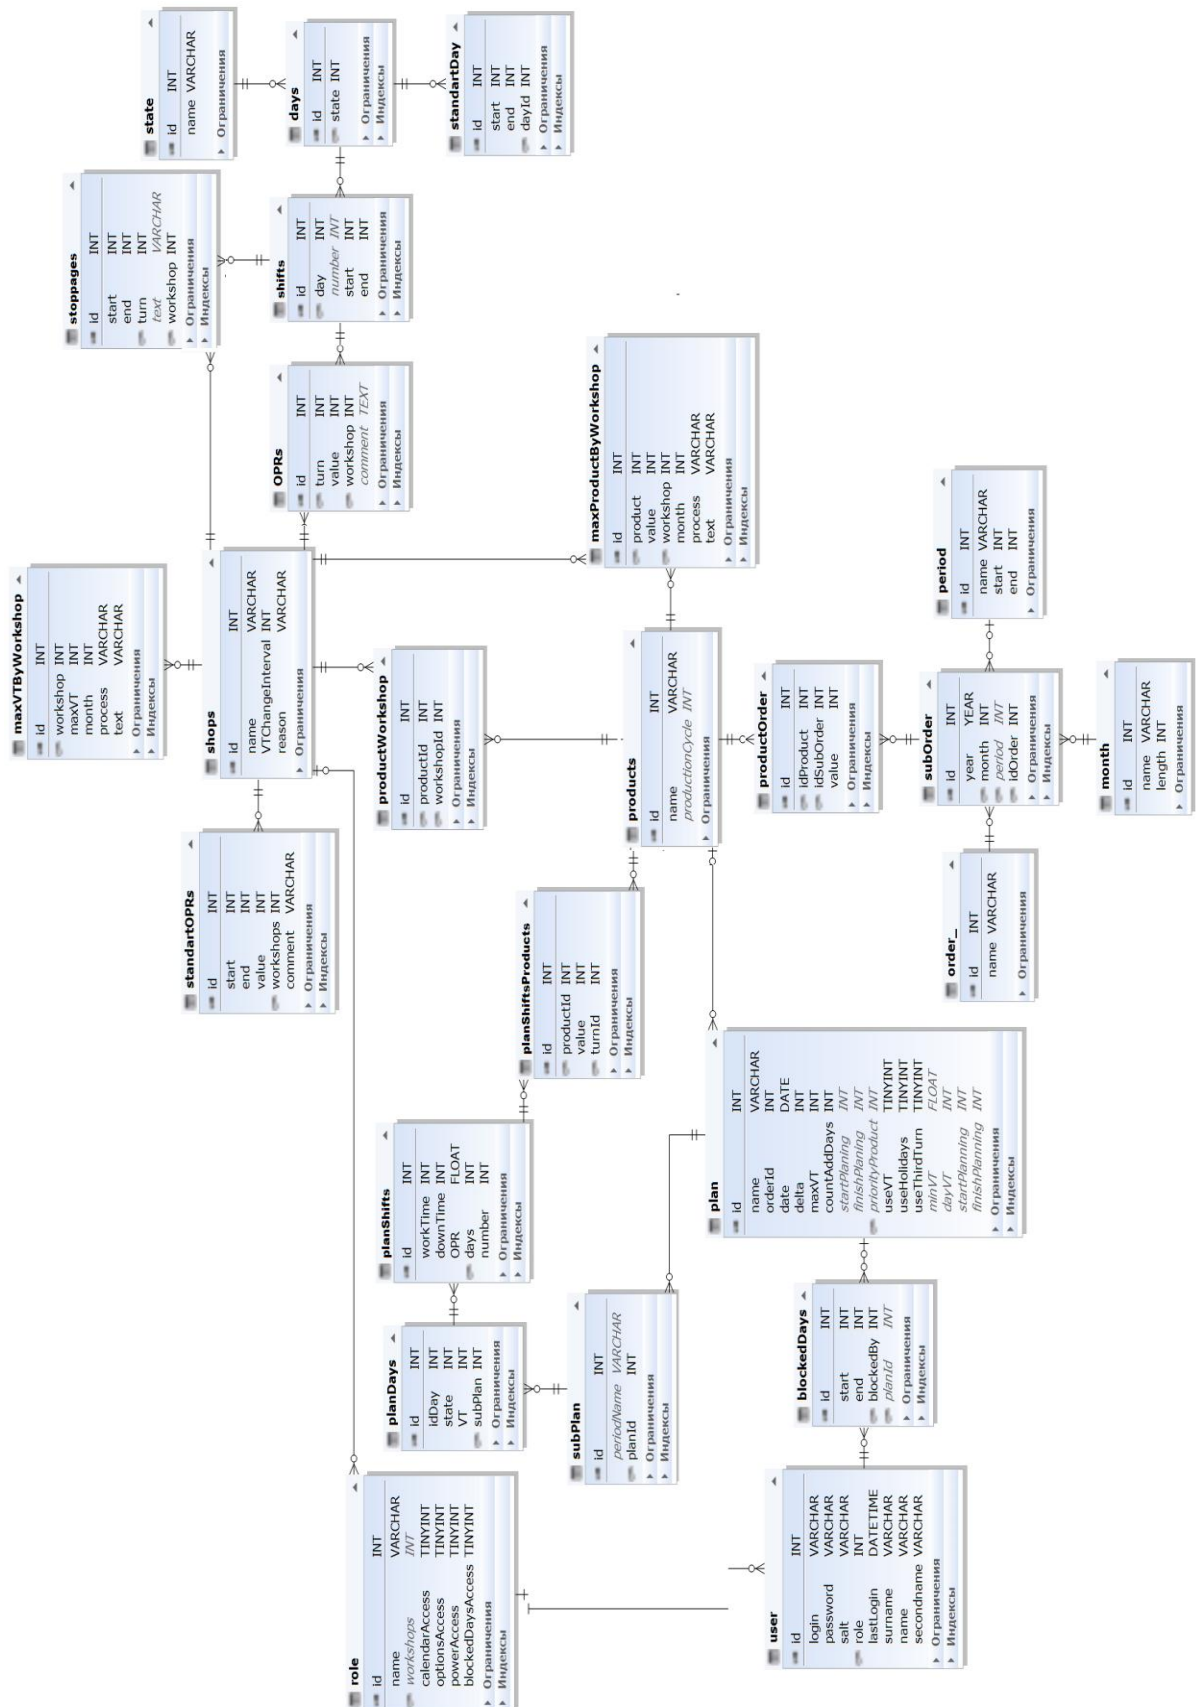 maxVTByWorkshop
id INT
workshop INT
maxVT INT
month INT
process VARCHAR
text VARCHAR
Ограничения
Индексы
stoppages
id INT
start INT
end INT
turn INT
text VARCHAR
workshop INT
Ограничения
Индексы
state
id INT
name VARCHAR
Ограничения
standartOPRs
id INT
start INT
end INT
value INT
workshops INT
comment VARCHAR
Ограничения
Индексы
shops
id INT
name VARCHAR
VTChangeInterval INT
reason VARCHAR
Ограничения
OPRs
id INT
turn INT
value INT
workshop INT
comment TEXT
Ограничения
Индексы
shifts
id INT
day INT
number INT
start INT
end INT
Ограничения
Индексы
days
id INT
state INT
Ограничения
Индексы
role
id INT
name VARCHAR
workshops INT
calendarAccess TINYINT
optionsAccess TINYINT
powerAccess TINYINT
blockedDaysAccess TINYINT
Ограничения
Индексы
planDays
id INT
idDay INT
state INT
VT INT
subPlan INT
Ограничения
Индексы
planShifts
id INT
workTime INT
downTime INT
OPR FLOAT
days INT
number INT
Ограничения
Индексы
productWorkshop
id INT
productId INT
workshopId INT
Ограничения
Индексы
standartDay
id INT
start INT
end INT
dayId INT
Ограничения
Индексы
planShiftsProducts
id INT
productId INT
value INT
turnId INT
Ограничения
Индексы
subPlan
id INT
periodName VARCHAR
planId INT
Ограничения
Индексы
maxProductByWorkshop
id INT
product INT
value INT
workshop INT
month INT
process VARCHAR
text VARCHAR
Ограничения
Индексы
products
id INT
name VARCHAR
productionCycle INT
Ограничения
plan
id INT
name VARCHAR
orderId INT
date DATE
delta INT
maxVT INT
countAddDays INT
startPlaning INT
finishPlaning INT
priorityProduct INT
useVT TINYINT
useHolidays TINYINT
useThirdTurn TINYINT
minVT FLOAT
dayVT INT
startPlanning INT
finishPlanning INT
Ограничения
Индексы
user
id INT
login VARCHAR
password VARCHAR
salt VARCHAR
role INT
lastLogin DATETIME
surname VARCHAR
name VARCHAR
secondname VARCHAR
Ограничения
Индексы
blockedDays
id INT
start INT
end INT
blockedBy INT
planId INT
Ограничения
Индексы
productOrder
id INT
idProduct INT
idSubOrder INT
value INT
Ограничения
Индексы
order_
id INT
name VARCHAR
Ограничения
subOrder
id INT
year YEAR
month INT
period INT
idOrder INT
Ограничения
Индексы
period
id INT
name VARCHAR
start INT
end INT
Ограничения
month
id INT
name VARCHAR
length INT
Ограничения